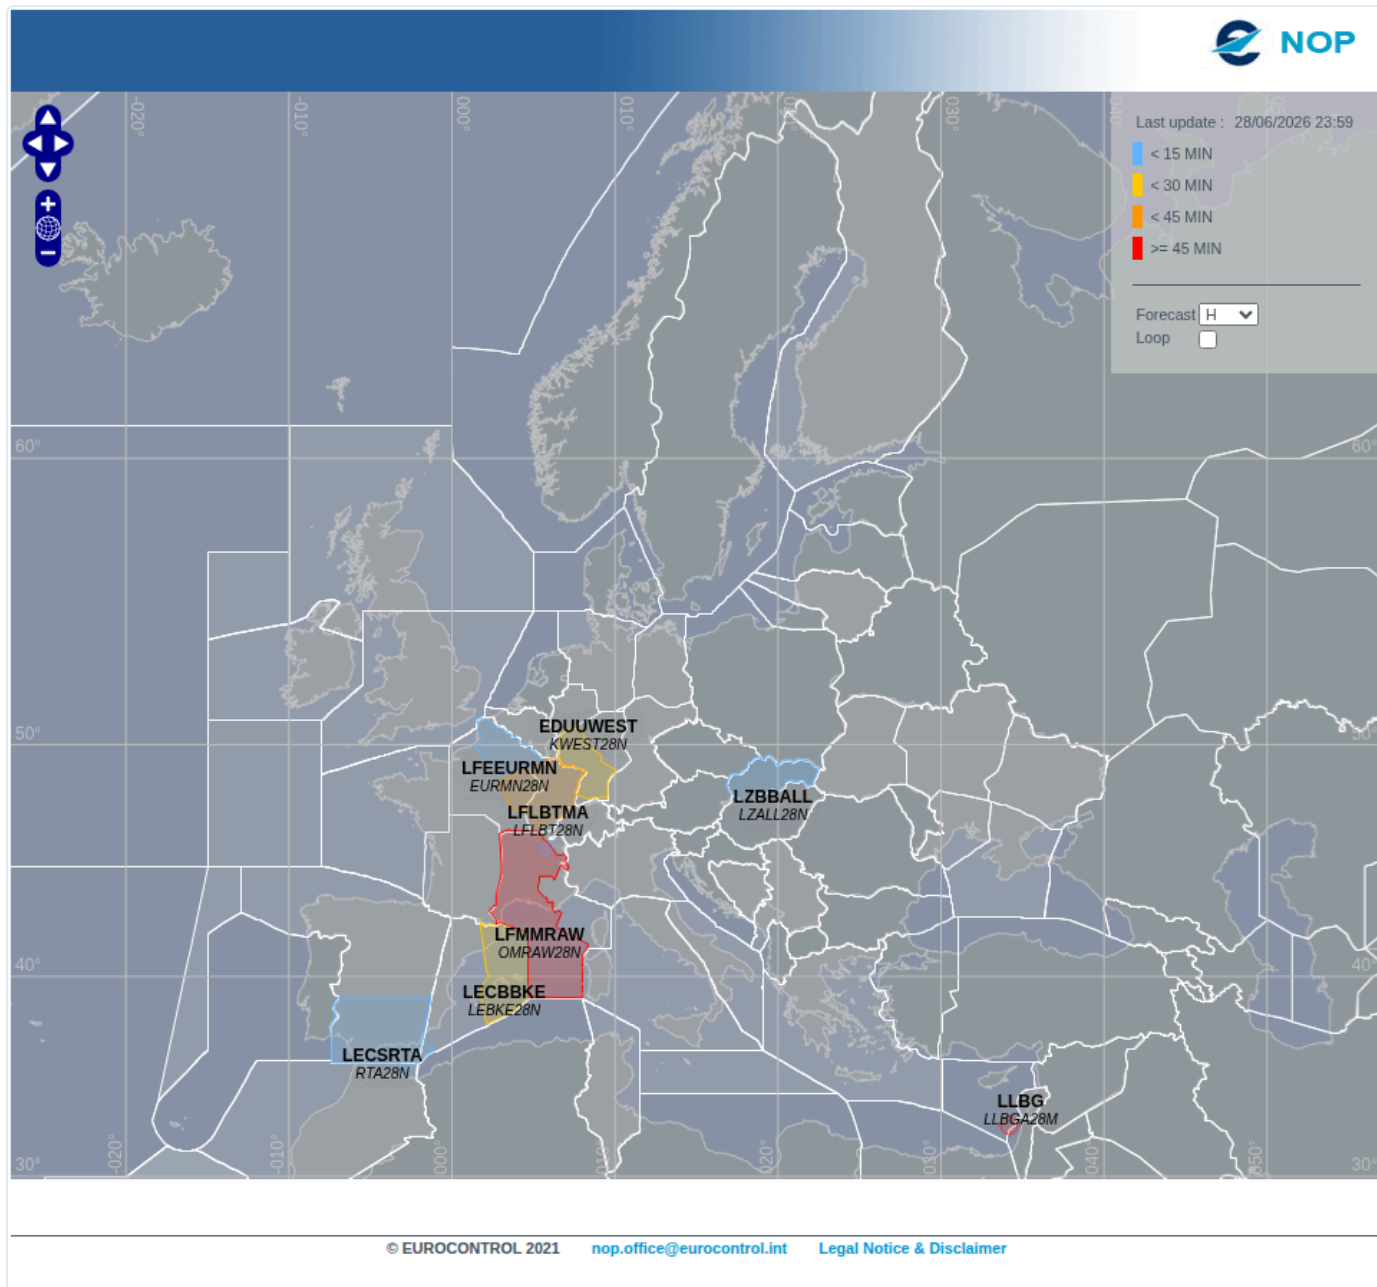 NOP
-020°
-010°
000°
010°
020°
030°
040°
050°
Last update : 28/06/2026 23:59
< 15 MIN
< 30 MIN
< 45 MIN
>= 45 MIN
Forecast H
Loop
60°
60°
50°
50°
EDUUWEST
KWEST28N
LFEEURMN
EURMN28N
LFLBTMA
LFLBT28N
LZBBALL
LZALL28N
LFMMRAW
OMRAW28N
40°
40
LECBBKE
LEBKE28N
LECSRTA
RTA28N
LLBG
LLBGA28M
-020°
-010°
000°
010°
020°
030°
040°
050°
30°
30°
© EUROCONTROL 2021 nop.office@eurocontrol.int Legal Notice & Disclaimer